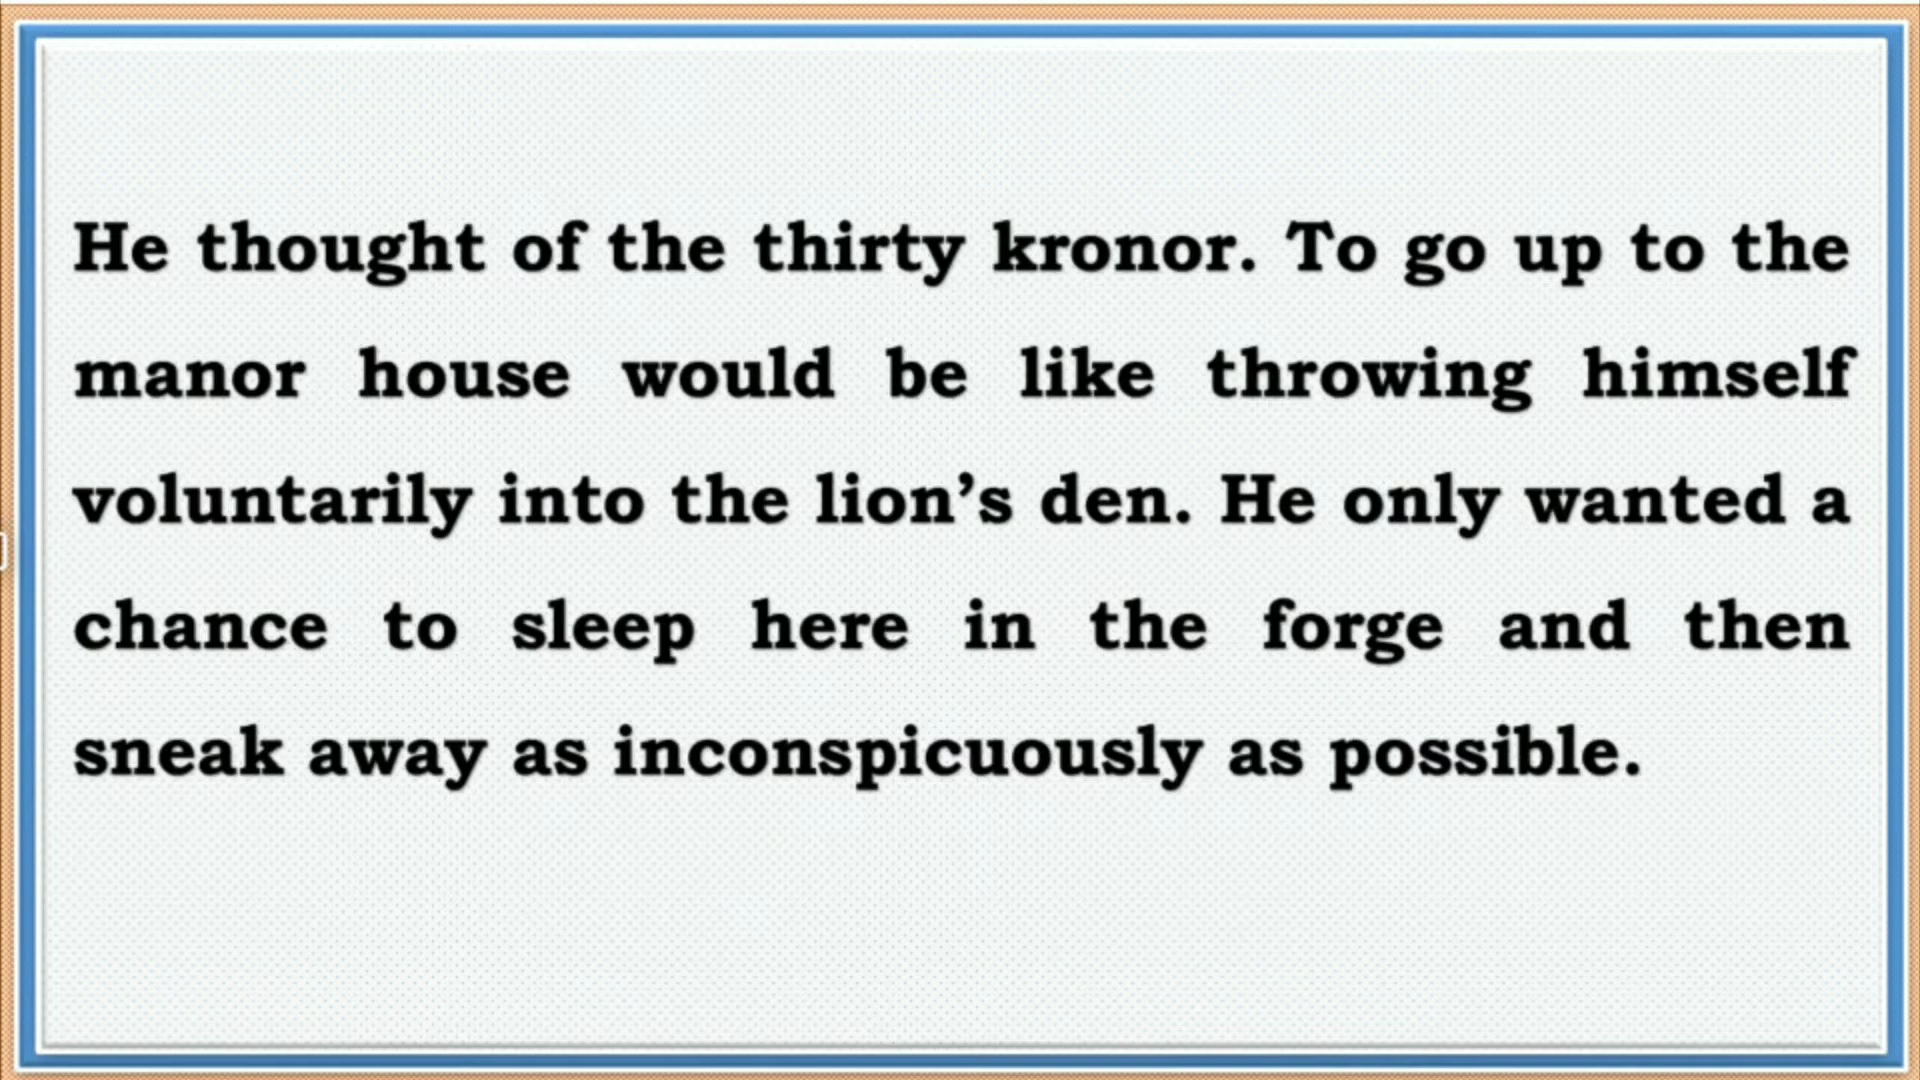 He thought of the thirty kronor. To go up to the
manor house would be like throwing himself
voluntarily into the lion’s den. He only wanted a
chance to sleep here in the forge and then
sneak away as inconspicuously as possible.